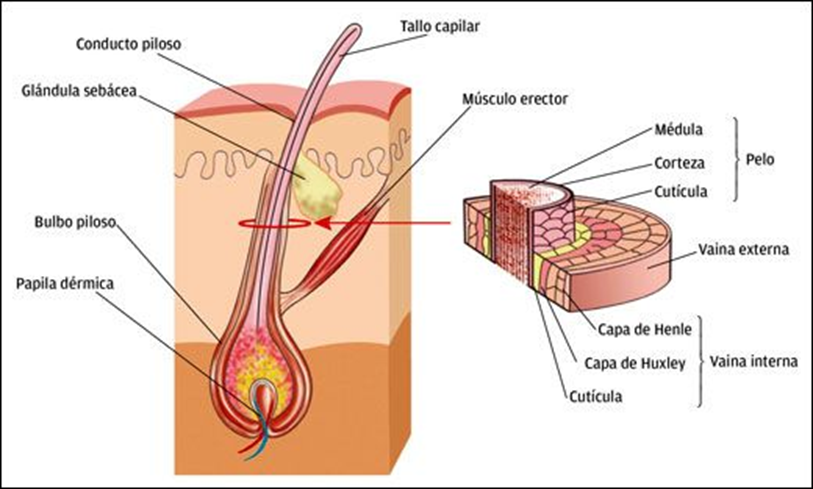 Tallo capilar
Conducto piloso
Glándula sebácea
Músculo erector
Bulbo piloso
Papila dérmica
Médula
Corteza
Cutícula
Pelo
Vaina externa
Capa de Henle
Capa de Huxley
Cutícula
Vaina interna